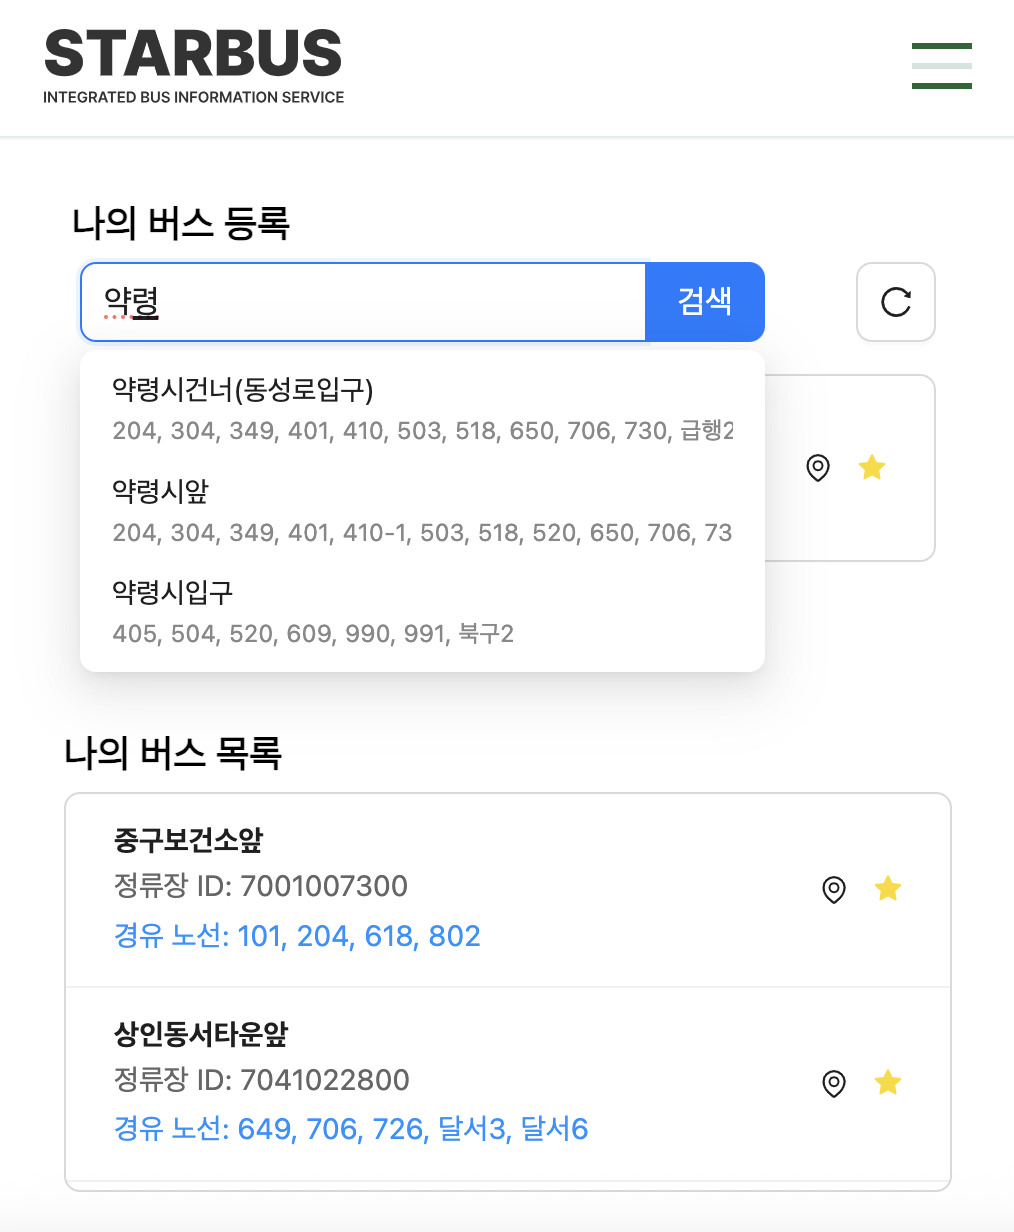 STARBUS
INTEGRATED BUS INFORMATION SERVICE
나의 버스 등록
약령
검색
약령시건너(동성로입구)
204, 304, 349, 401, 410, 503, 518, 650, 706, 730, 급행2
약령시앞
204, 304, 349, 401, 410-1, 503, 518, 520, 650, 706, 73
약령시입구
405, 504, 520, 609, 990, 991, 북구2
나의 버스 목록
중구보건소앞
정류장 ID: 7001007300
경유 노선: 101, 204, 618, 802
상인동서타운앞
정류장 ID: 7041022800
경유 노선: 649, 706, 726, 달서3, 달서6